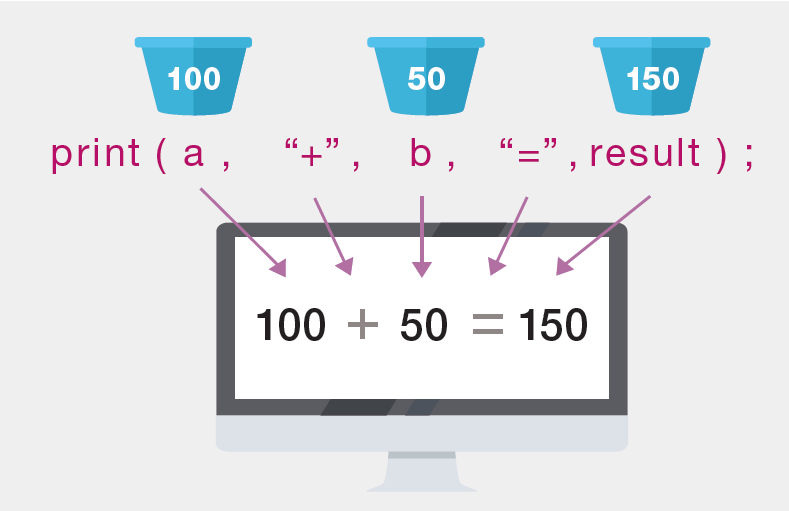 100 50 150
print ( a , “+” , b , “=” , result ) ;
100 + 50 = 150